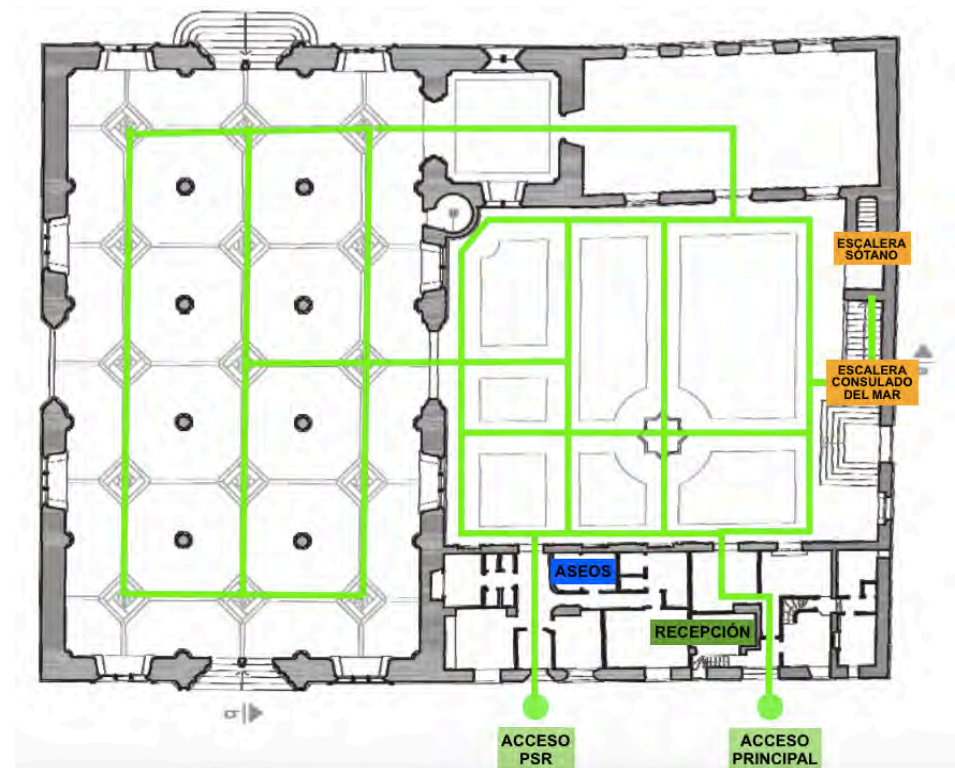 ESCALERA
SÓTANO
ESCALERA
CONSULADO
DEL MAR
ASEOS
RECEPCIÓN
ACCESO
PSR
ACCESO
PRINCIPAL